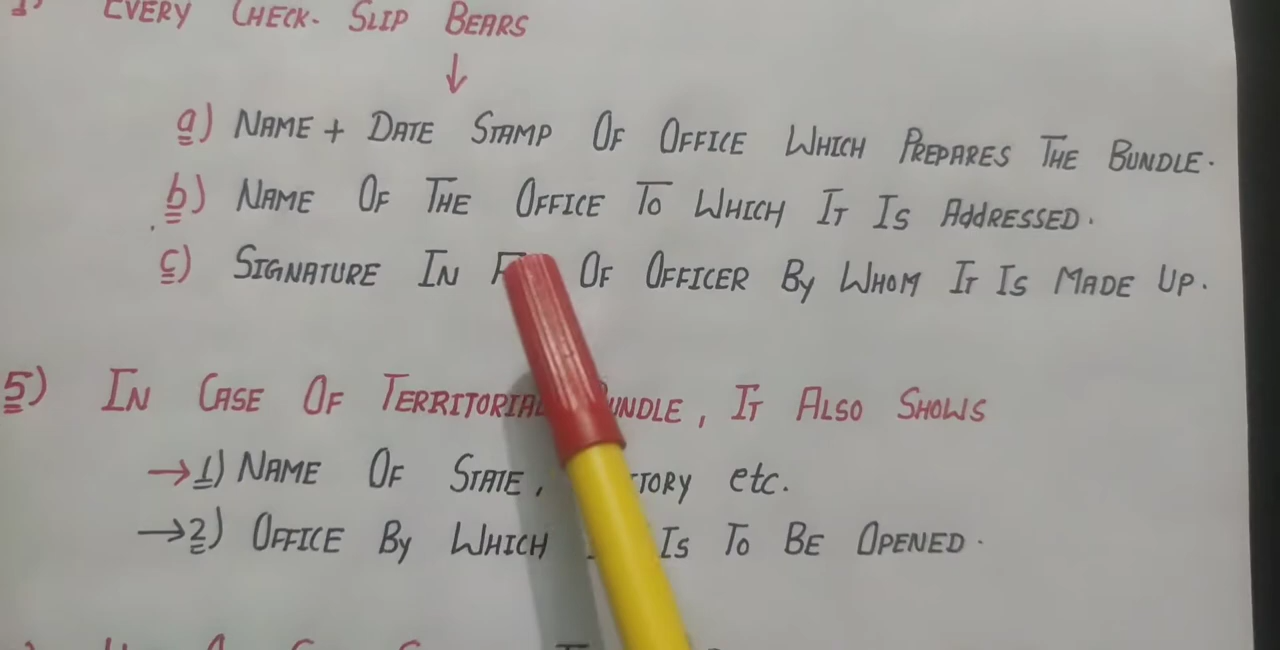 EVERY CHECK-SLIP BEARS
↓
a) NAME + DATE STAMP OF OFFICE WHICH PREPARES THE BUNDLE.
b) NAME OF THE OFFICE TO WHICH IT IS ADDRESSED.
c) SIGNATURE IN OF OFFICER BY WHOM IT IS MADE UP.
5) IN CASE OF TERRITORIAL BUNDLE, IT ALSO SHOWS
→ 1) NAME OF STATE, etc.
→ 2) OFFICE BY WHICH IS TO BE OPENED.